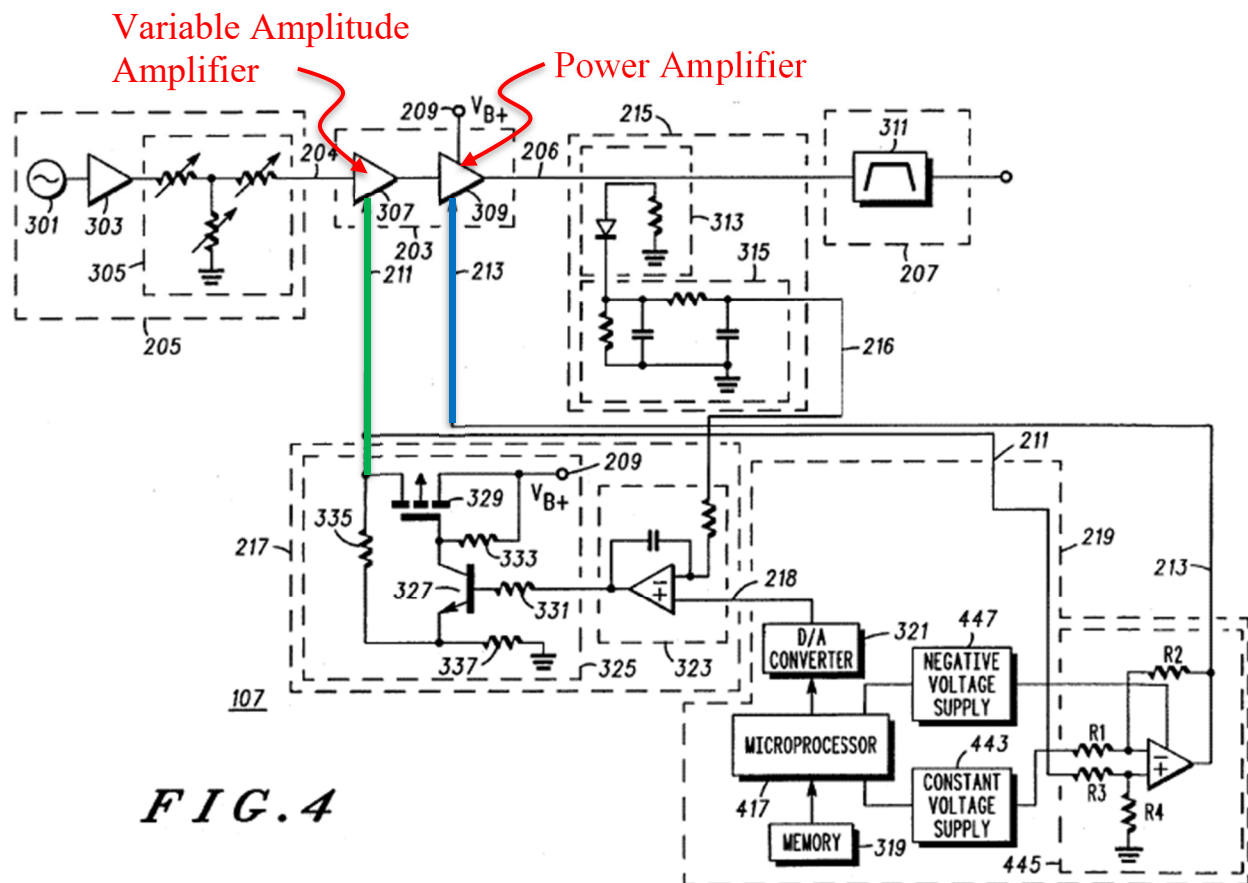 Variable Amplitude
Amplifier
Power Amplifier
209
VB+
215
311
204
206
301
303
307
309
313
203
305
211
213
315
207
205
216
209
VB+
211
329
335
333
217
219
213
327
331
218
D/A
CONVERTER
321
447
NEGATIVE
VOLTAGE
SUPPLY
R2
337
325
323
107
MICROPROCESSOR
443
R1
CONSTANT
VOLTAGE
SUPPLY
R3
417
R4
MEMORY
319
445
FIG.4